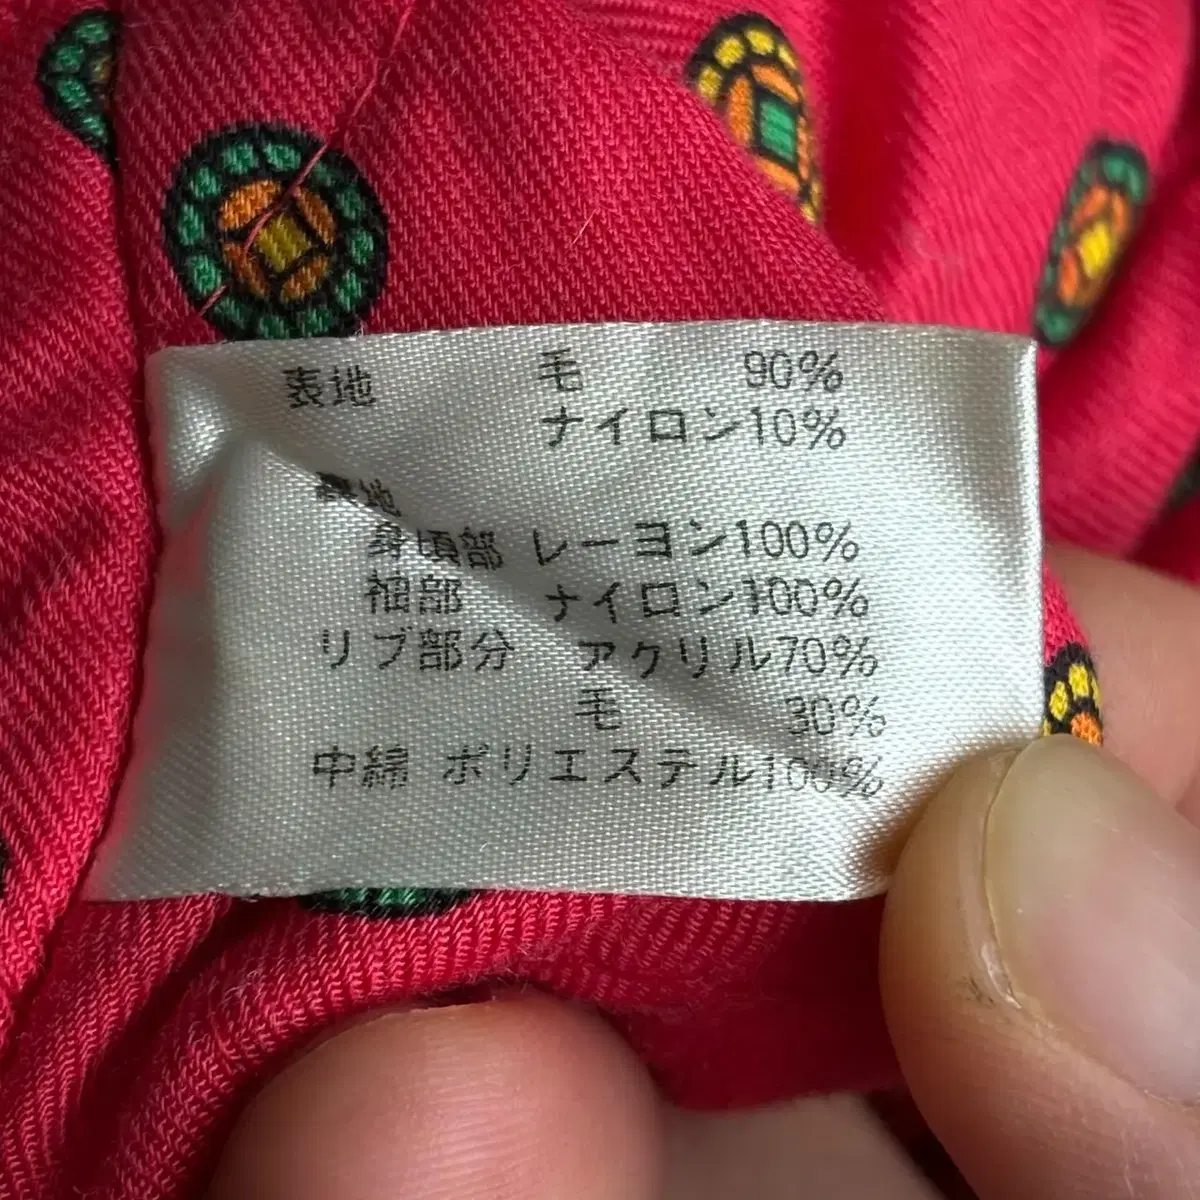 表地 毛 90%
ナイロン10%
裏地
身頃部 レーヨン100%
袖部 ナイロン100%
リブ部分 アクリル70%
毛 30%
中綿 ポリエステル100%